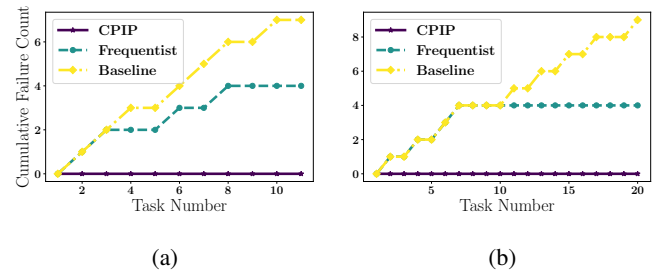 CPIP
Frequentist
Baseline
Cumulative Failure Count
6
4
2
0
2
4
6
8
10
Task Number
(a)
CPIP
Frequentist
Baseline
8
6
4
2
0
5
10
15
20
Task Number
(b)